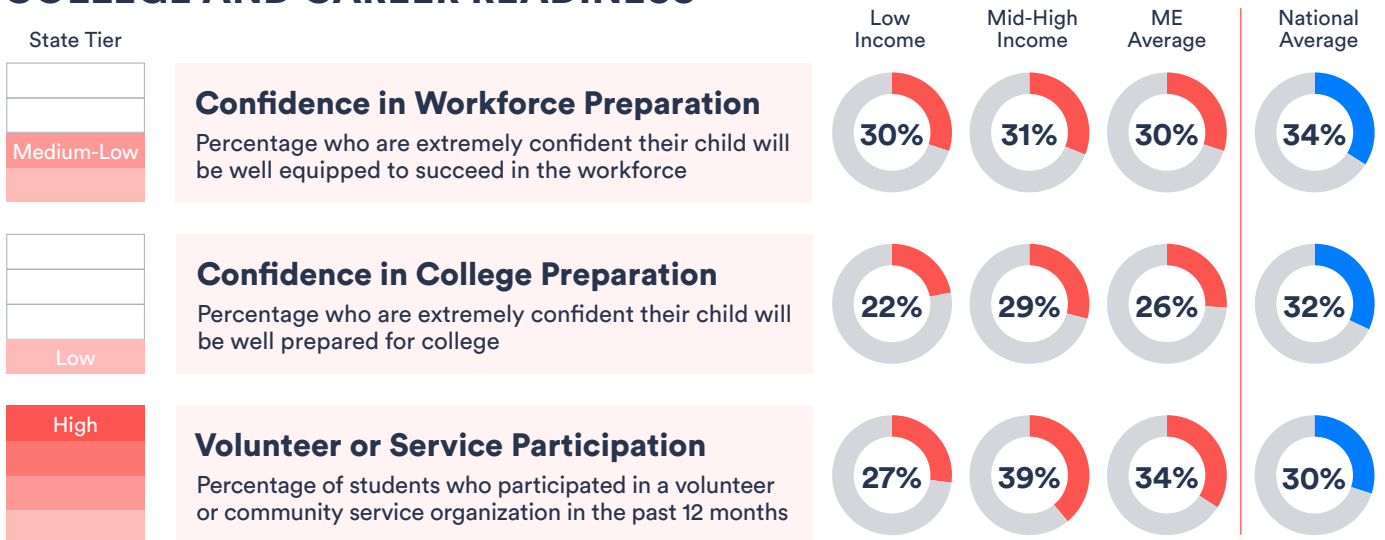 COLLEGE AND CAREER READINESS
State Tier
Low
Income
Mid-High
Income
ME
Average
National
Average
Medium-Low
Confidence in Workforce Preparation
Percentage who are extremely confident their child will
be well equipped to succeed in the workforce
30%
31%
30%
34%
Low
Confidence in College Preparation
Percentage who are extremely confident their child will
be well prepared for college
22%
29%
26%
32%
High
Volunteer or Service Participation
Percentage of students who participated in a volunteer
or community service organization in the past 12 months
27%
39%
34%
30%